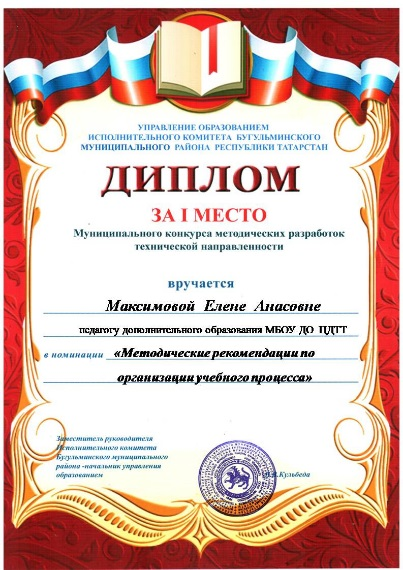 УПРАВЛЕНИЕ ОБРАЗОВАНИЕМ
ИСПОЛНИТЕЛЬНОГО КОМИТЕТА БУГУЛЬМИНСКОГО
МУНИЦИПАЛЬНОГО РАЙОНА РЕСПУБЛИКИ ТАТАРСТАН
ДИПЛОМ
ЗА I МЕСТО
Муниципального конкурса методических разработок
технической направленности
вручается
Максимовой Елене Анасовне
педагогу дополнительного образования МБОУ ДО ЦДТТ
в номинации «Методические рекомендации по
организации учебного процесса»
Заместитель руководителя
Исполнительного комитета
Бугульминского муниципального
района -начальник управления
образованием
Кульбеда